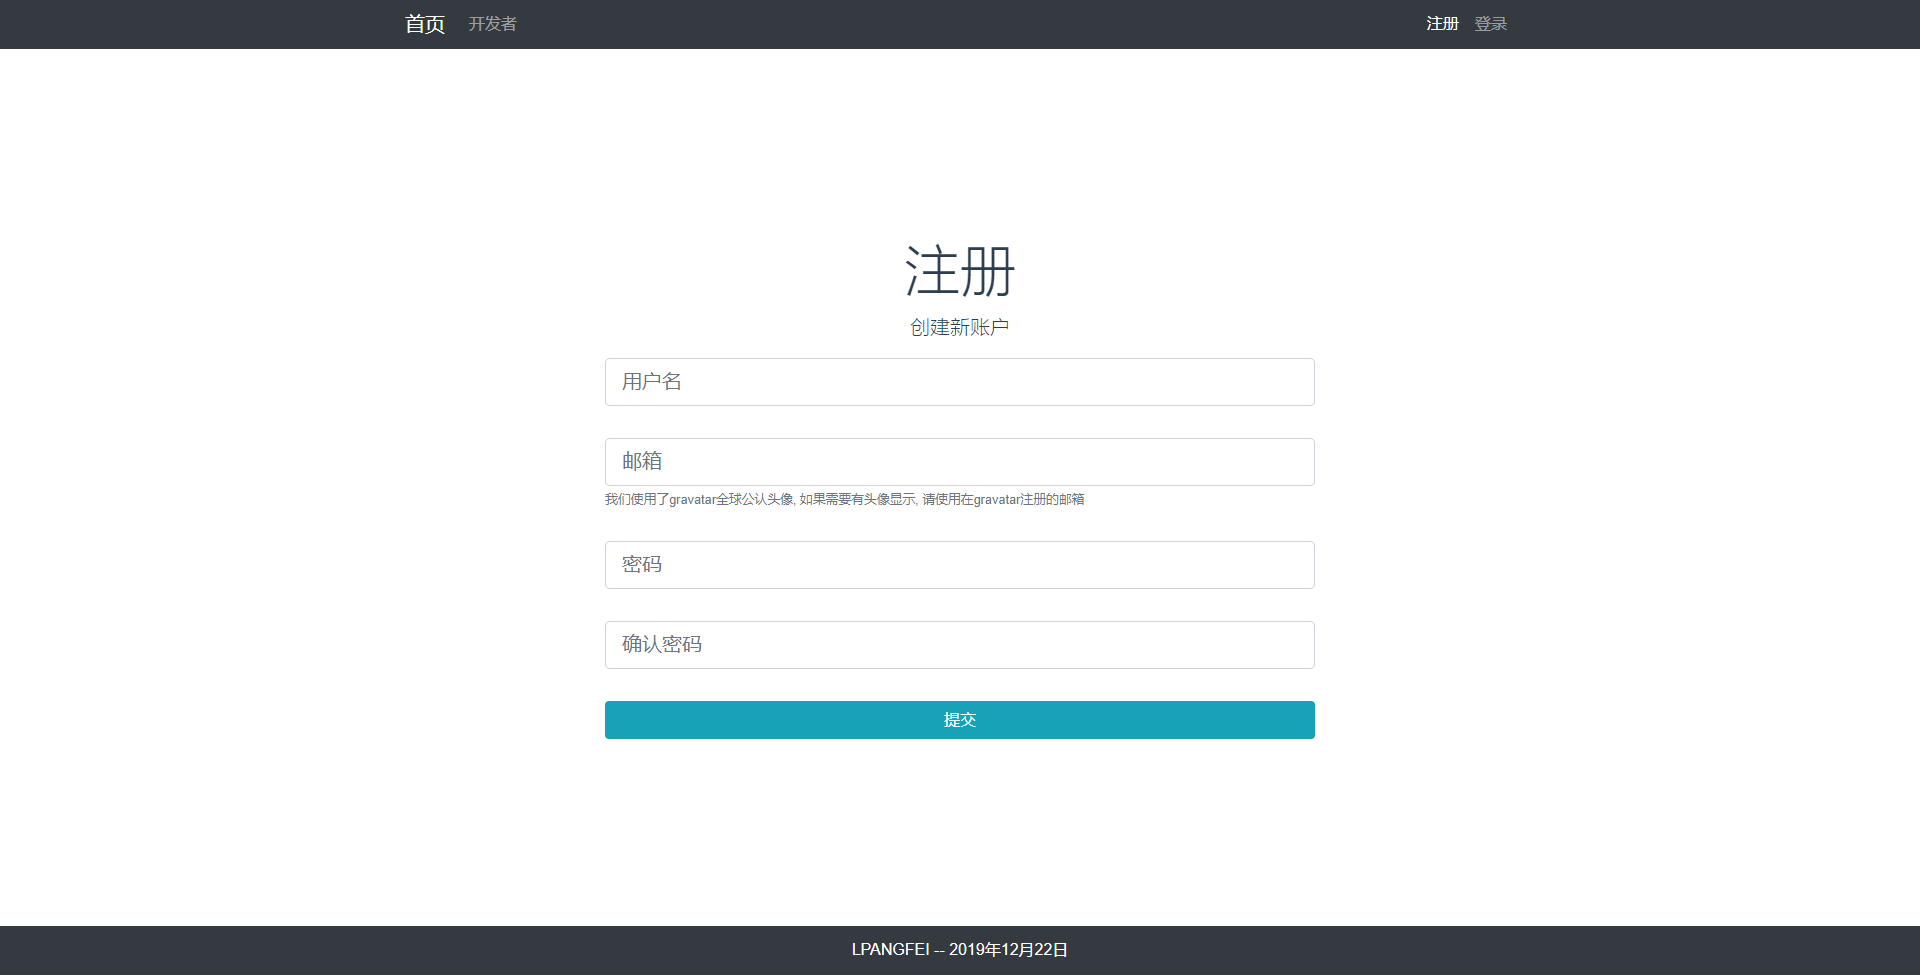 首页 开发者 注册 登录
注册
创建新账户
用户名
邮箱
我们使用了gravatar全球公认头像, 如果需要有头像显示, 请使用在gravatar注册的邮箱
密码
确认密码
提交
LPANGFEI -- 2019年12月22日